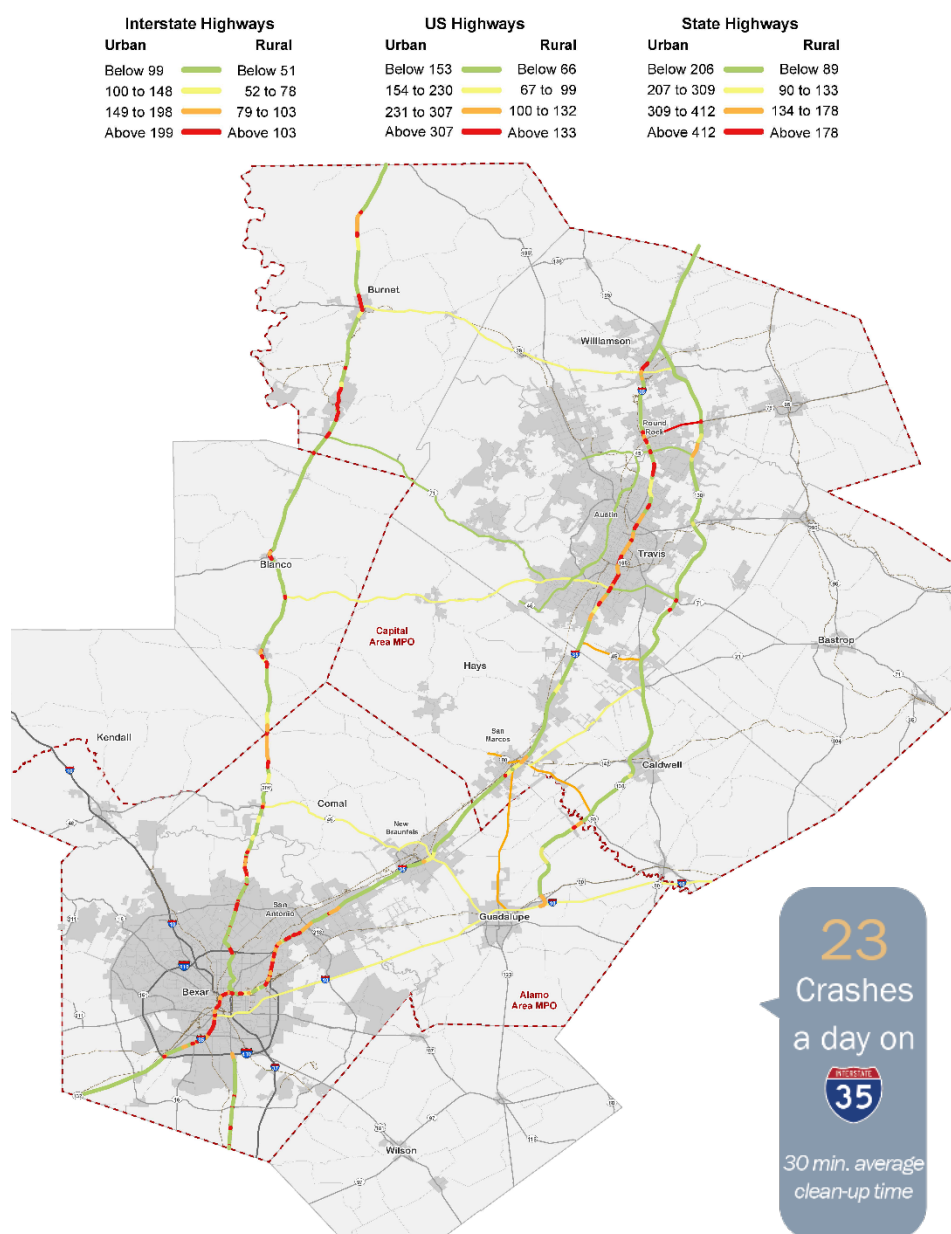 Interstate Highways
Urban Rural
Below 99 Below 51
100 to 148 52 to 78
149 to 198 79 to 103
Above 199 Above 103
US Highways
Urban Rural
Below 153 Below 66
154 to 230 67 to 99
231 to 307 100 to 132
Above 307 Above 133
State Highways
Urban Rural
Below 206 Below 89
207 to 309 90 to 133
309 to 412 134 to 178
Above 412 Above 178
Burnet
Williamson
Round
Rock
Austin
Travis
Blanco
71
Capital
Area MPO
Hays
Bastrop
21
71
Kendall
San
Marcos
Comal
Caldwell
New
Braunfels
San
Antonio
Guadalupe
Bexar
Alamo
Area MPO
Wilson
23
Crashes
a day on
INTERSTATE
35
30 min. average
clean-up time